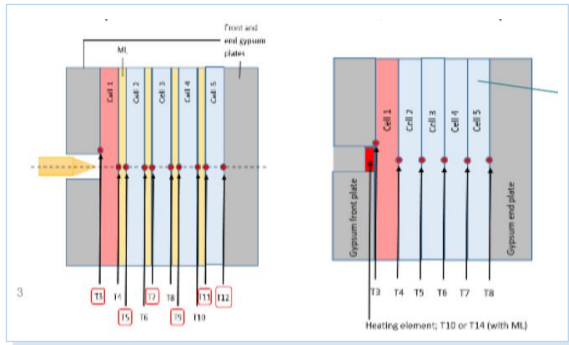 Front and
end gypsum
plates
ML
Cell 1
Cell 2
Cell 3
Cell 4
Cell 5
T3
T4
T5
T6
T7
T8
T9
T10
T11
T12
3
Cell 1
Cell 2
Cell 3
Cell 4
Cell 5
Gypsum front plate
Gypsum end plate
T3
T4
T5
T6
T7
T8
Heating element; T10 or T14 (with ML)